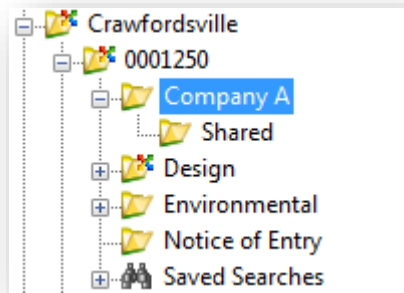 Crawfordsville
0001250
Company A
Shared
Design
Environmental
Notice of Entry
Saved Searches